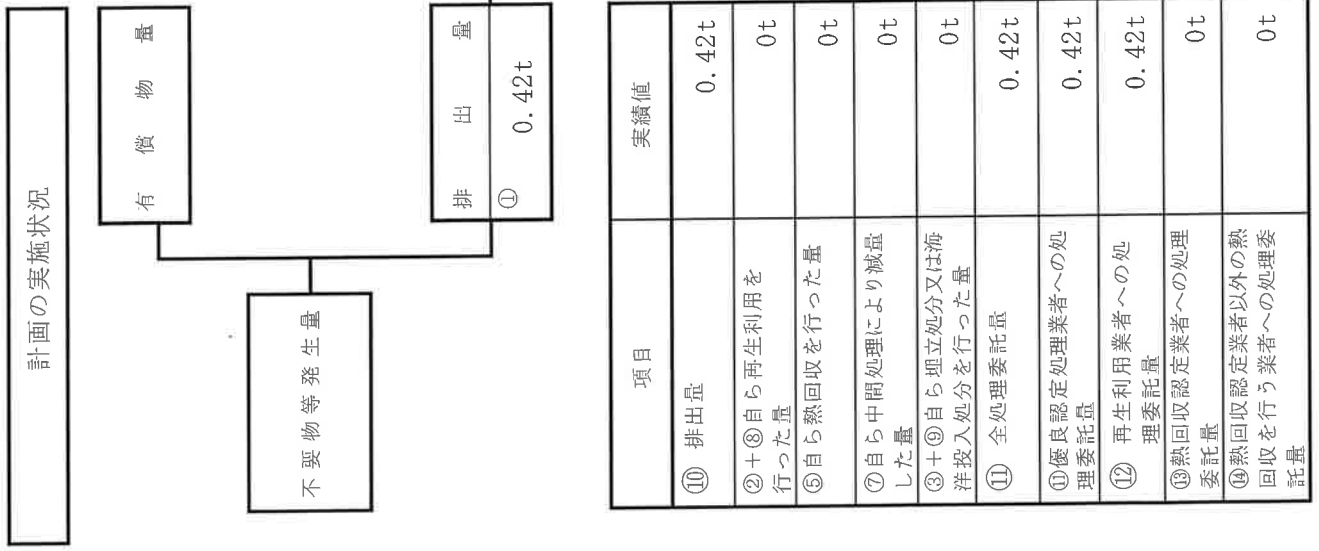 計画の実施状況
有償物量
不要物等発生量
排出量
①
0.42t
項目 実績値
⑩ 排出量 0.42t
②+⑧自ら再生利用を
行った量 0t
⑤自ら熱回収を行った量 0t
⑦自ら中間処理により減量
した量 0t
③+⑨自ら埋立処分又は海
洋投入処分を行った量 0t
⑪ 全処理委託量 0.42t
⑪優良認定処理業者への処
理委託量 0.42t
⑫ 再生利用業者への処
理委託量 0.42t
⑬熱回収認定業者への処理
委託量 0t
⑭熱回収認定業者以外の熱
回収を行う業者への処理委
託量 0t